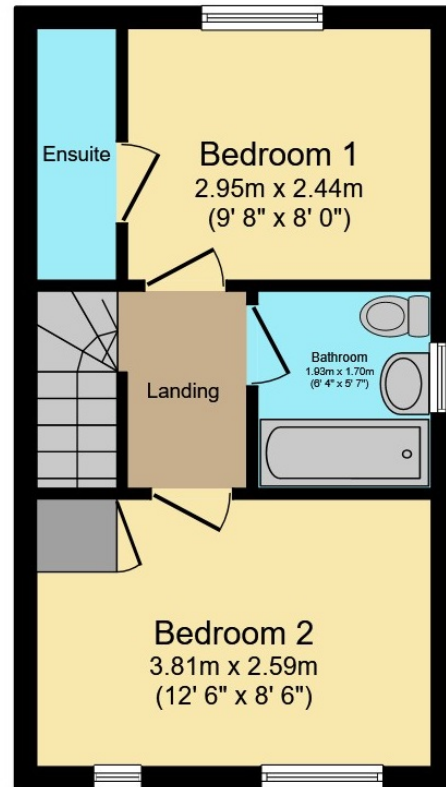 Ensuite
Bedroom 1
2.95m x 2.44m
(9' 8" x 8' 0")
Landing
Bathroom
1.93m x 1.70m
(6' 4" x 5' 7")
Bedroom 2
3.81m x 2.59m
(12' 6" x 8' 6")